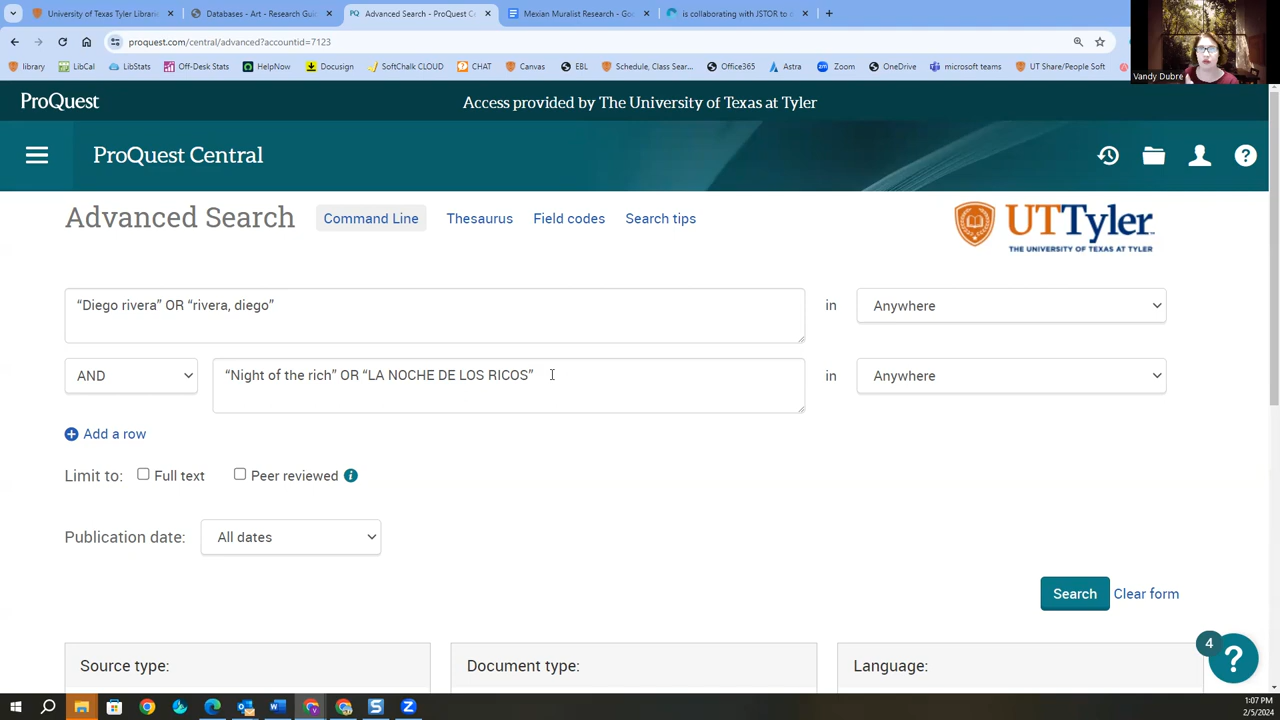 University of Texas Tyler Librarie
Databases - Art - Research Gui
PQ Advanced Search - ProQuest C
Mexian Muralist Research - Goo
is collaborating with JSTOR to d
proquest.com/central/advanced?accountid=7123
library
LibCal
LibStats
Off-Desk Stats
HelpNow
Docusign
SoftChalk CLOUD
CHAT
Canvas
EBL
Schedule, Class Sear...
Office365
Astra
Zoom
OneDrive
microsoft teams
UT Share/People Soft
Vandy Dubre
ProQuest
Access provided by The University of Texas at Tyler
ProQuest Central
Advanced Search
Command Line
Thesaurus
Field codes
Search tips
UT Tyler
THE UNIVERSITY OF TEXAS AT TYLER
“Diego rivera” OR “rivera, diego”
in
Anywhere
AND
“Night of the rich” OR “LA NOCHE DE LOS RICOS”
in
Anywhere
Add a row
Limit to:
Full text
Peer reviewed
Publication date:
All dates
Search
Clear form
4
Source type:
Document type:
Language:
1:07 PM
2/5/2024